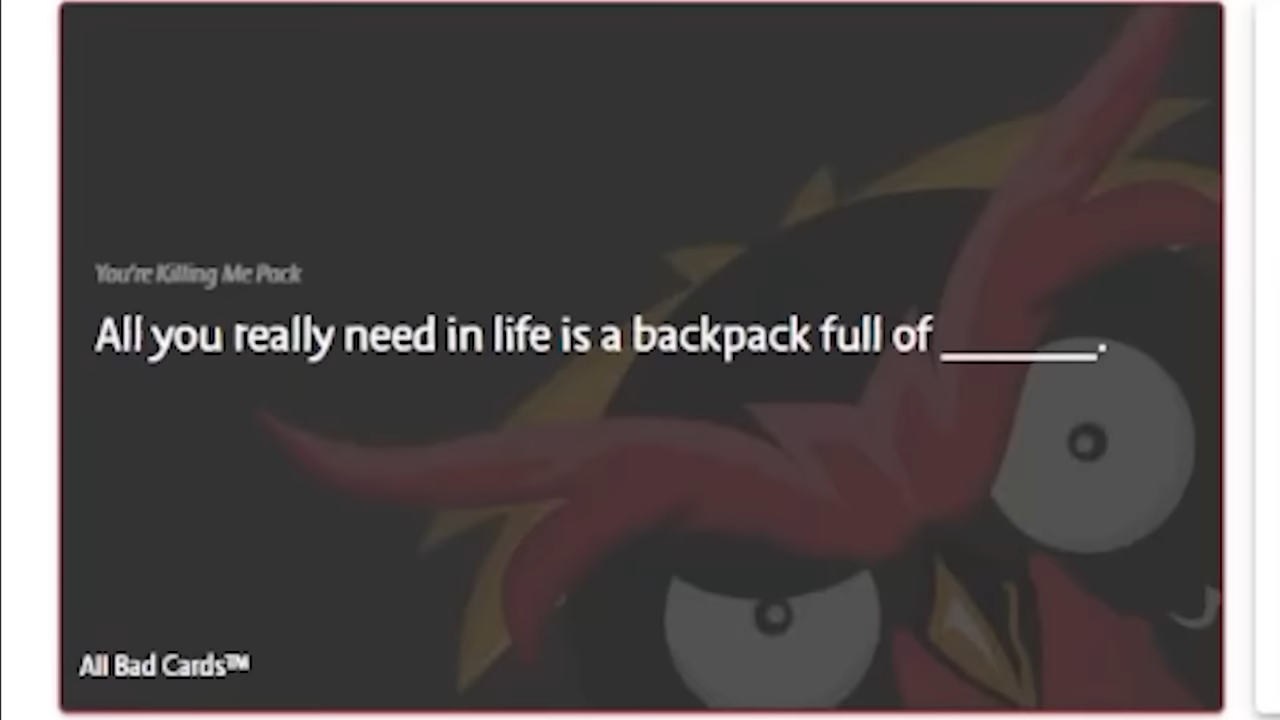 You're Killing Me Pack
All you really need in life is a backpack full of ________.
All Bad Cards™